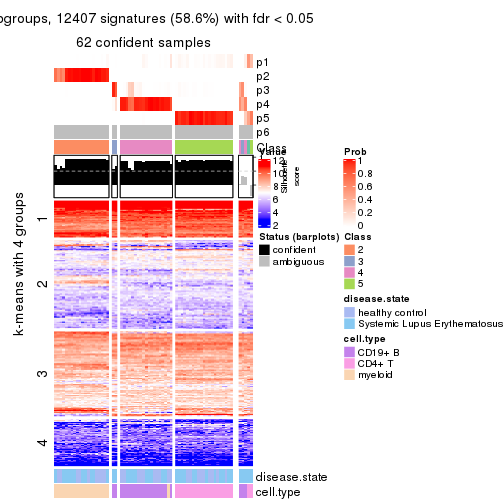 ogroups, 12407 signatures (58.6%) with fdr < 0.05
62 confident samples
p1
p2
p3
p4
p5
p6
Class
Silhouette
score
k-means with 4 groups
1
2
3
4
disease.state
cell.type
Value
12
10
8
6
4
2
Prob
1
0.8
0.6
0.4
0.2
0
Status (barplots)
confident
ambiguous
Class
2
3
4
5
disease.state
healthy control
Systemic Lupus Erythematosus
cell.type
CD19+ B
CD4+ T
myeloid